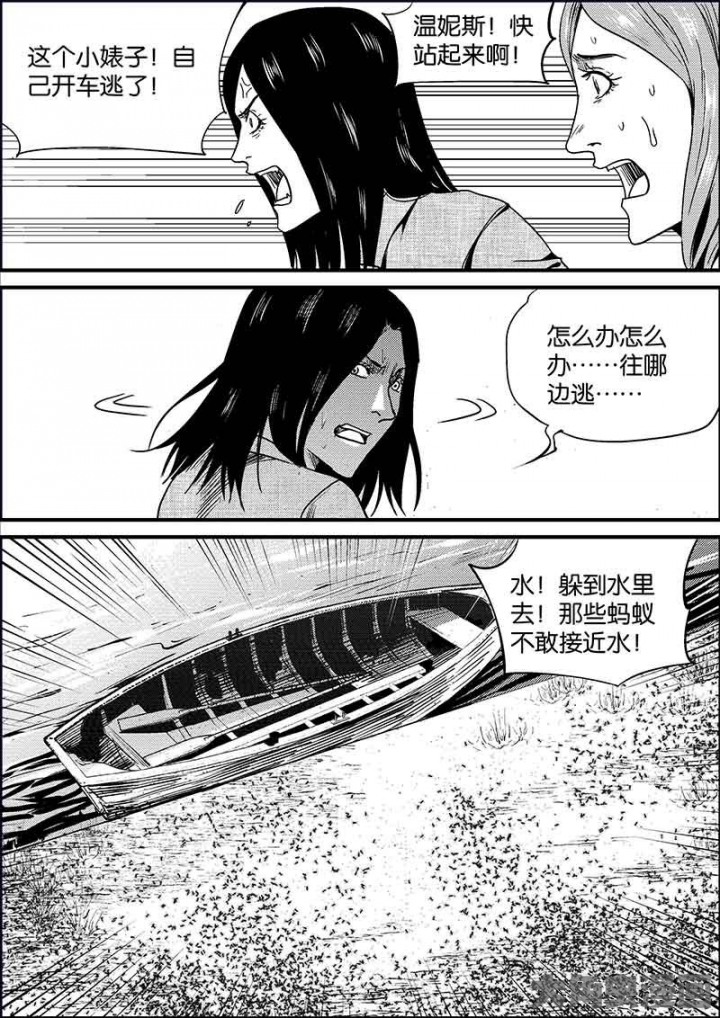 这个小婊子！自
己开车逃了！
温妮斯！快
站起来啊！
怎么办怎么
办……往哪
边逃……
水！躲到水里
去！那些蚂蚁
不敢接近水！